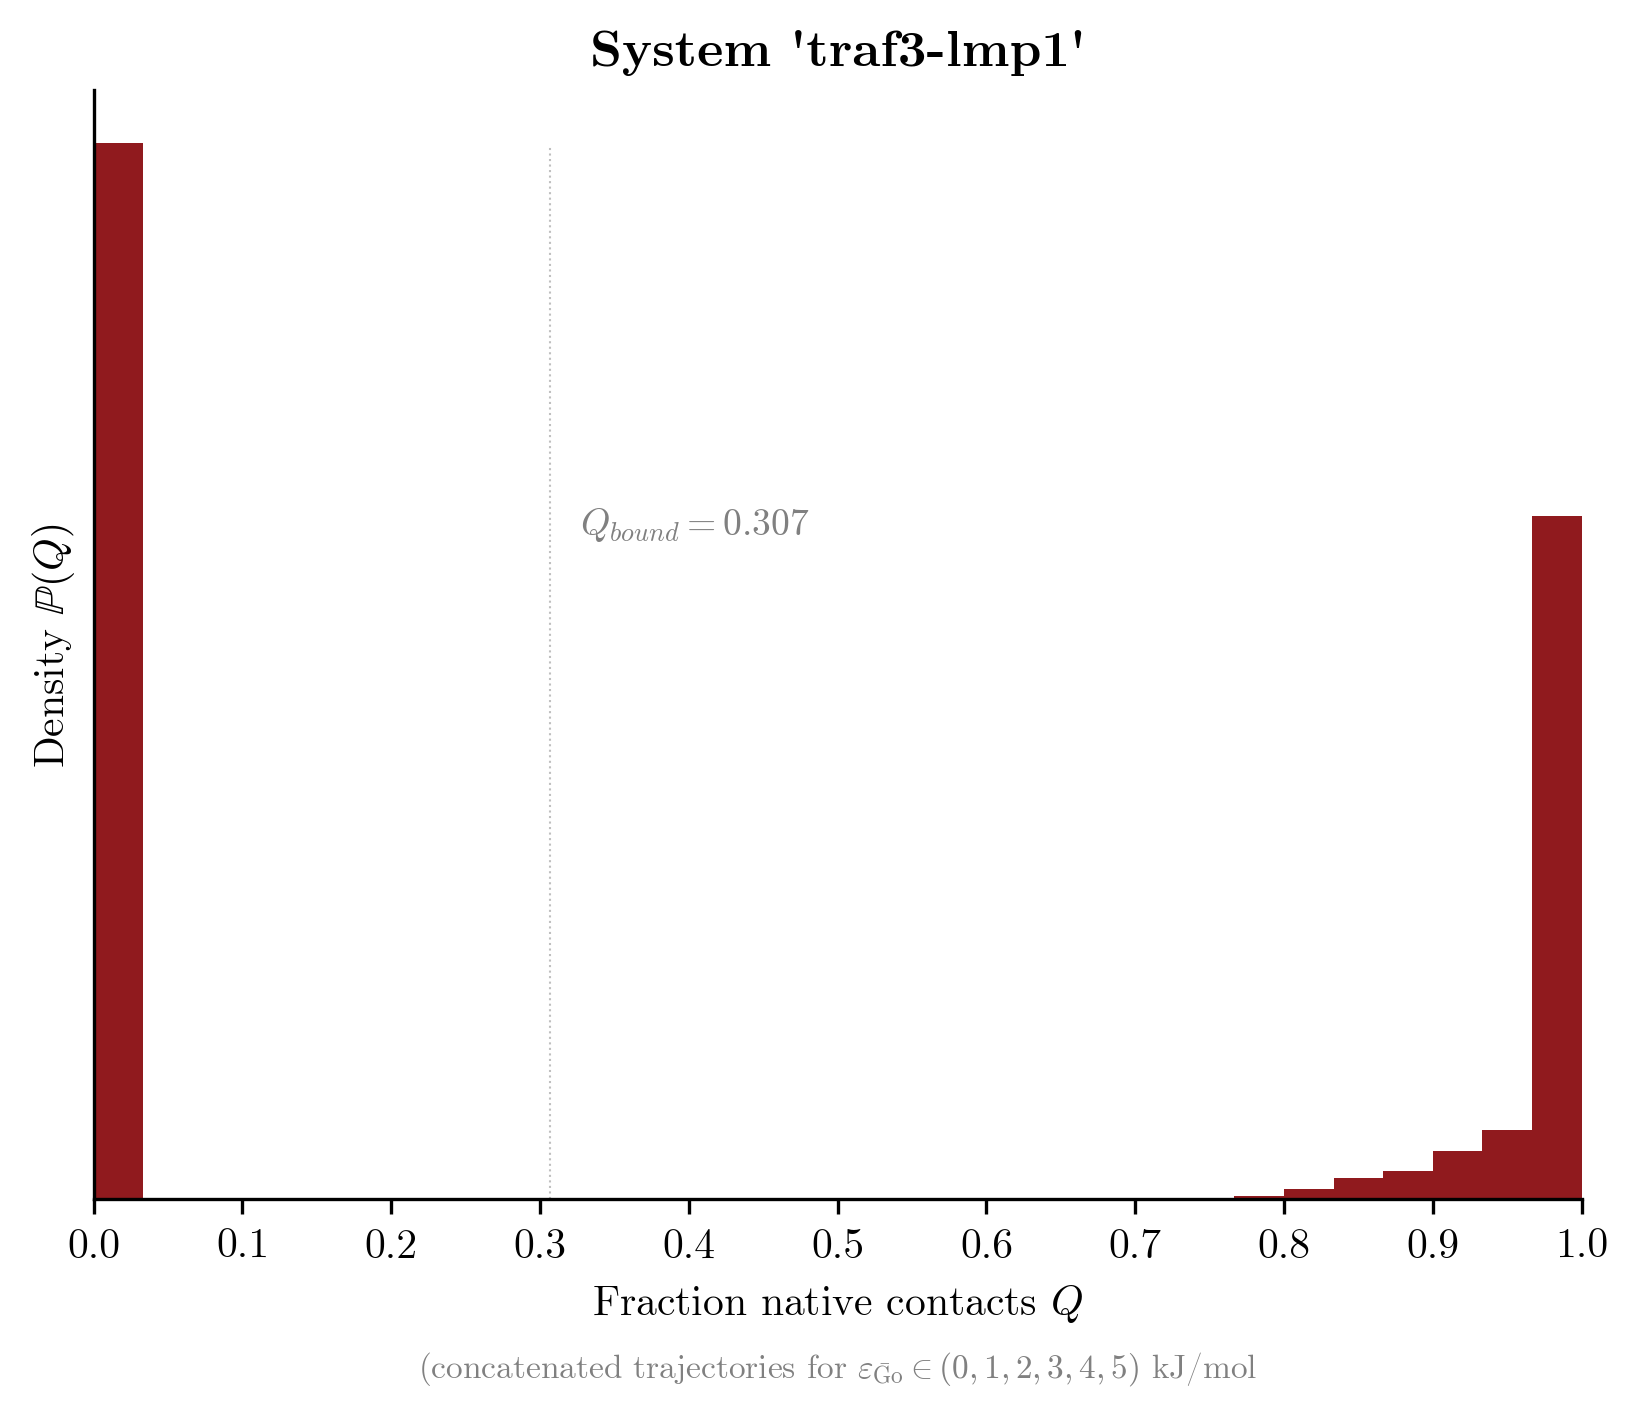 System 'traf3-lmp1'
Density ℙ(Q)
Q_bound = 0.307
0.0 0.1 0.2 0.3 0.4 0.5 0.6 0.7 0.8 0.9 1.0
Fraction native contacts Q
(concatenated trajectories for ε_Ḡo ∈ (0, 1, 2, 3, 4, 5) kJ/mol